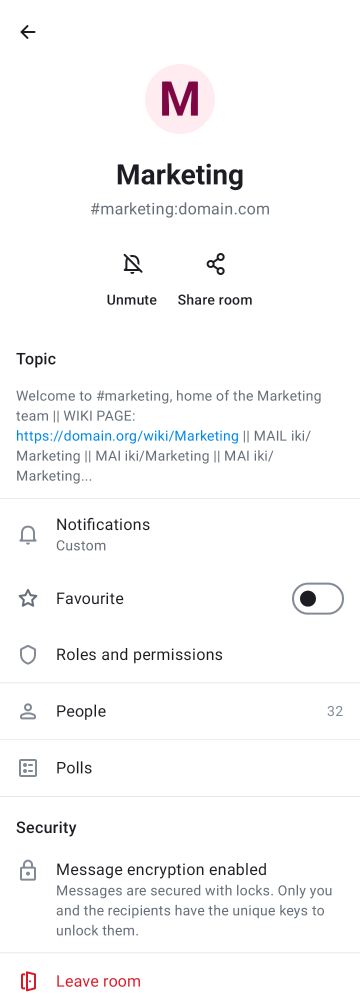 M
Marketing
#marketing:domain.com
Unmute
Share room
Topic
Welcome to #marketing, home of the Marketing
team || WIKI PAGE:
https://domain.org/wiki/Marketing || MAIL iki/
Marketing || MAI iki/Marketing || MAI iki/
Marketing...
Notifications
Custom
Favourite
Roles and permissions
People 32
Polls
Security
Message encryption enabled
Messages are secured with locks. Only you
and the recipients have the unique keys to
unlock them.
Leave room